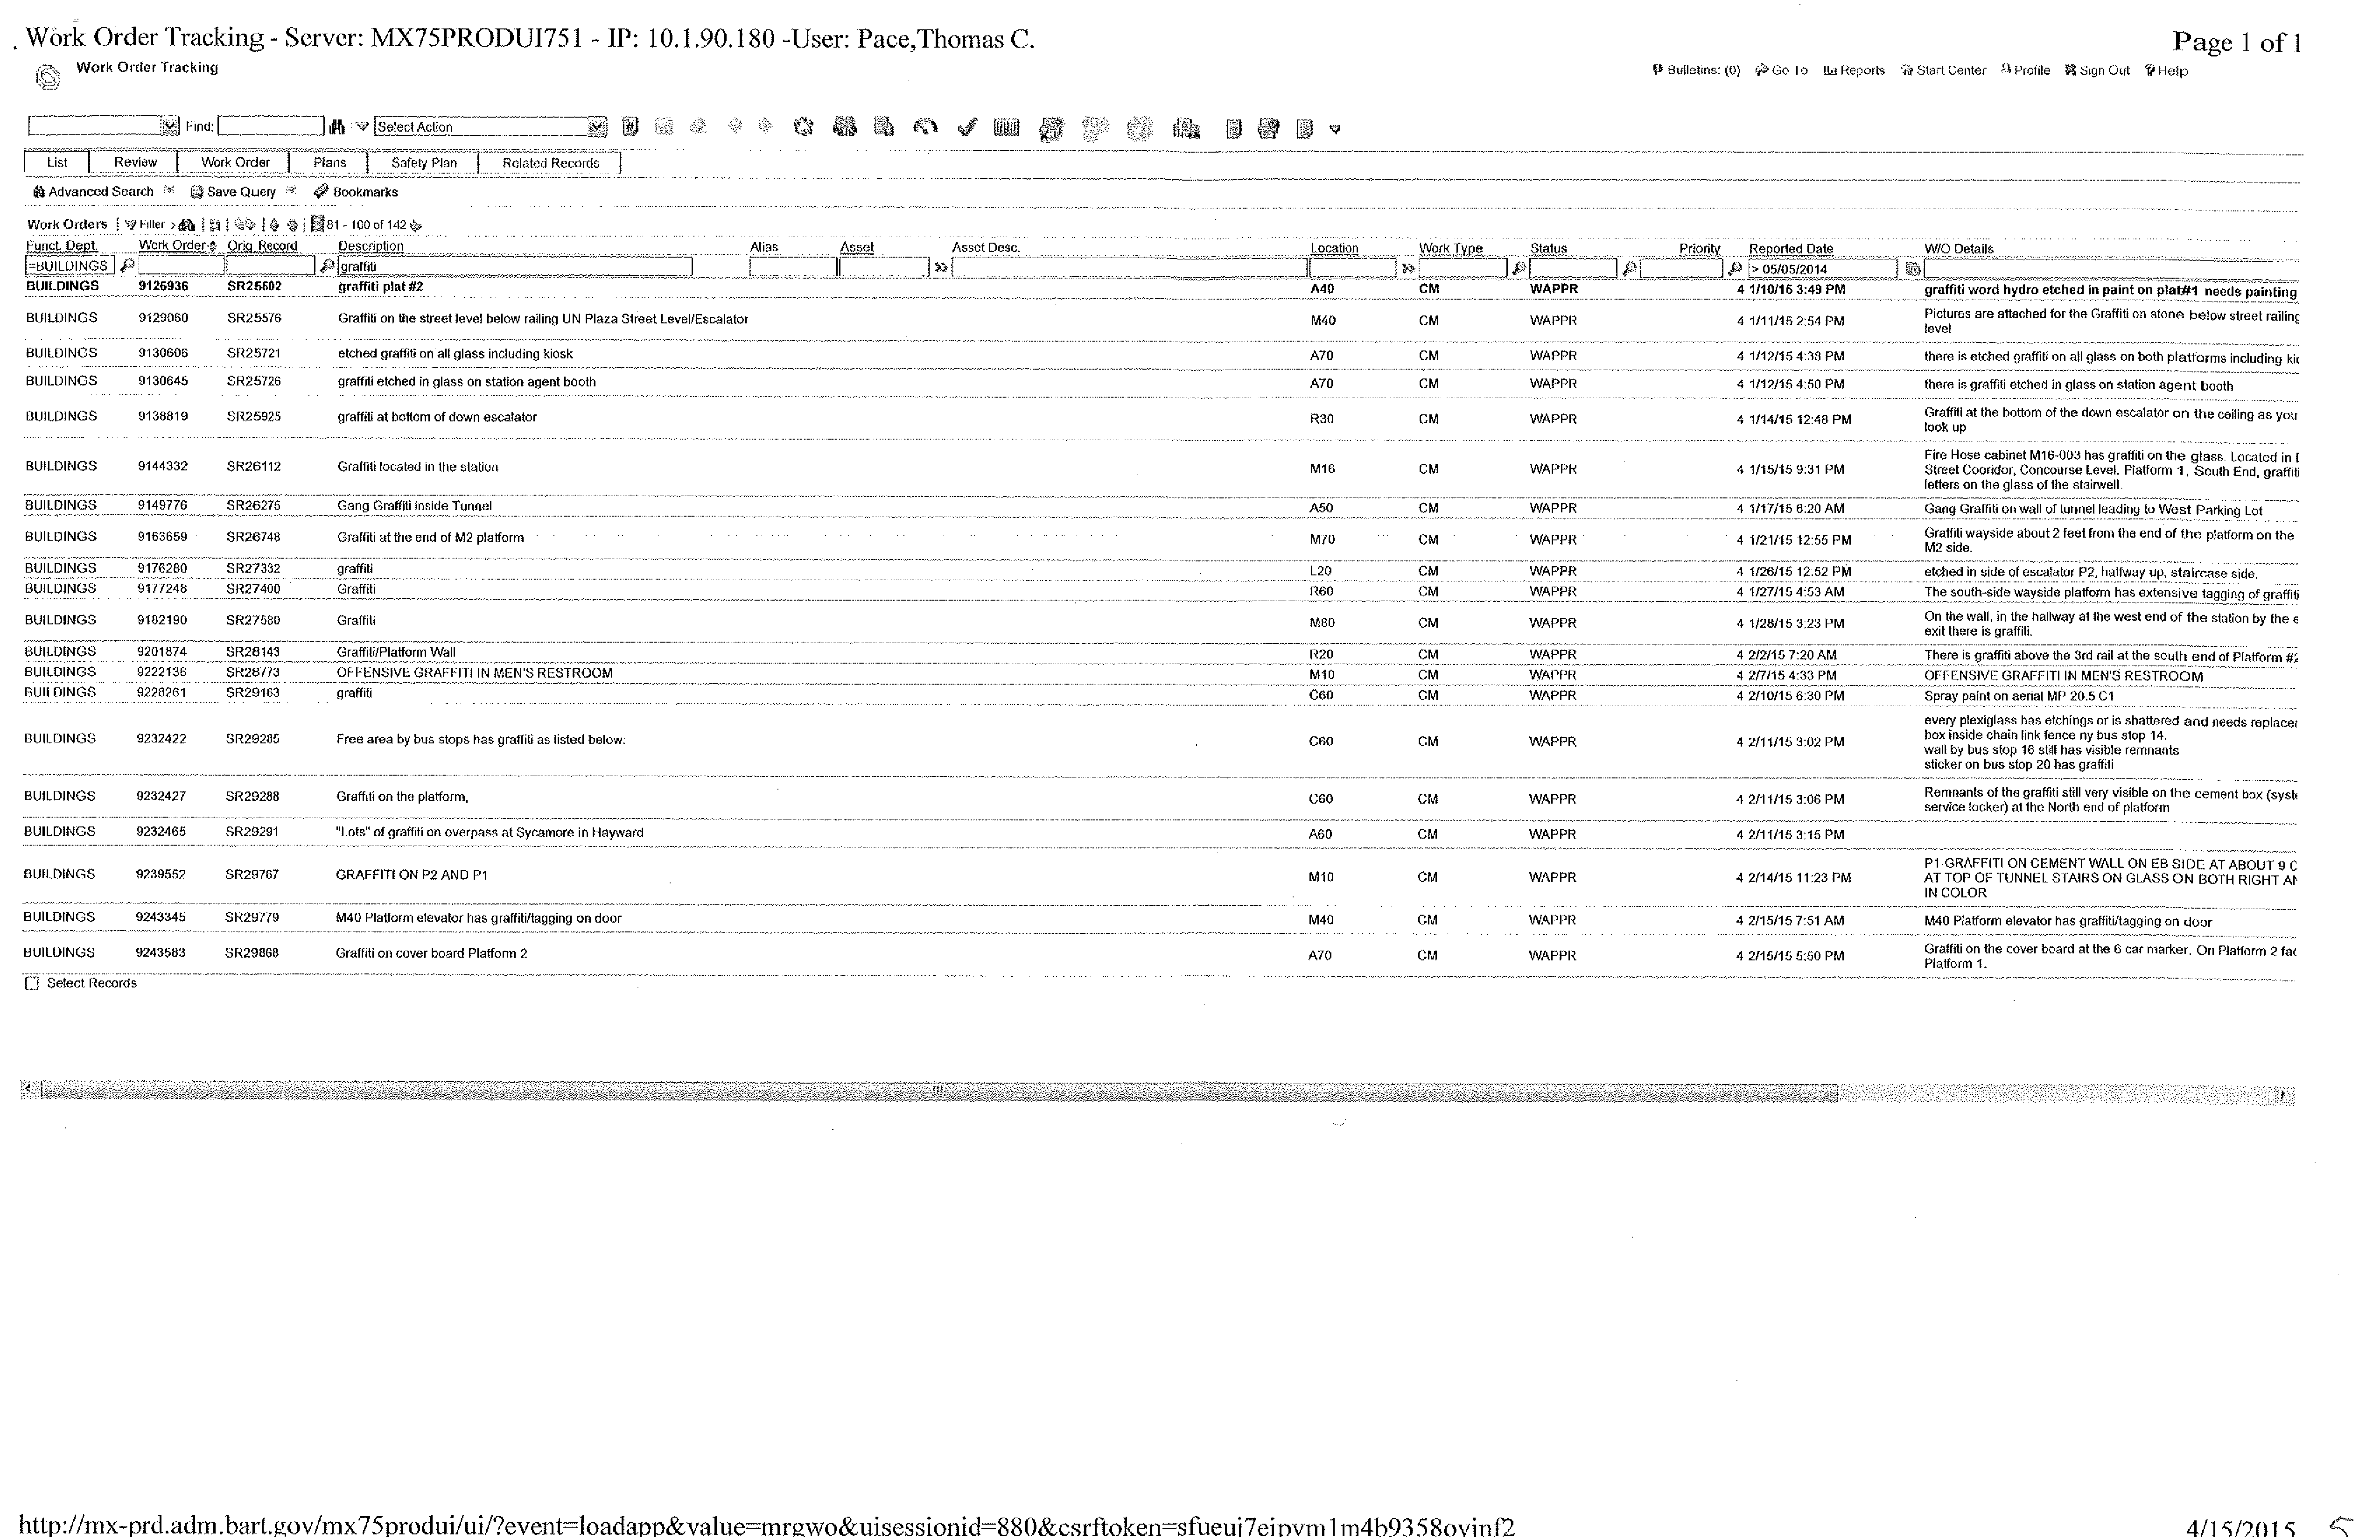 Work Order Tracking - Server: MX75PRODUI751 - IP: 10.1.90.180 -User: Pace,Thomas C. Page 1 of 1
Work Order Tracking Bulletins: (0) Go To Reports Start Center Profile Sign Out Help
Find: Select Action
List Review Work Order Plans Safety Plan Related Records
Advanced Search Save Query Bookmarks
Work Orders Filter > 81 - 100 of 142
Funct. Dept. Work Order Orig. Record Description Alias Asset Asset Desc. Location Work Type Status Priority Reported Date W/O Details
=BUILDINGS graffiti > 05/05/2014
BUILDINGS 9126936 SR25502 graffiti plat #2 A40 CM WAPPR 4 1/10/15 3:49 PM graffiti word hydro etched in paint on plat#1 needs painting
BUILDINGS 9129060 SR25576 Graffiti on the street level below railing UN Plaza Street Level/Escalator M40 CM WAPPR 4 1/11/15 2:54 PM Pictures are attached for the Graffiti on stone below street railing
level
BUILDINGS 9130606 SR25721 etched graffiti on all glass including kiosk A70 CM WAPPR 4 1/12/15 4:38 PM there is etched graffiti on all glass on both platforms including
BUILDINGS 9130645 SR25726 graffiti etched in glass on station agent booth A70 CM WAPPR 4 1/12/15 4:50 PM there is graffiti etched in glass on station agent booth
BUILDINGS 9138819 SR25925 graffiti at bottom of down escalator R30 CM WAPPR 4 1/14/15 12:48 PM Graffiti at the bottom of the down escalator on the ceiling as you
look up
BUILDINGS 9144332 SR26112 Graffiti located in the station M16 CM WAPPR 4 1/15/15 9:31 PM Fire Hose cabinet M16-003 has graffiti on the glass. Located in
Street Cooridor, Concourse Level. Platform 1, South End, graffiti
letters on the glass of the stairwell.
BUILDINGS 9149776 SR26275 Gang Graffiti inside Tunnel A50 CM WAPPR 4 1/17/15 6:20 AM Gang Graffiti on wall of tunnel leading to West Parking Lot
BUILDINGS 9163659 SR26748 Graffiti at the end of M2 platform M70 CM WAPPR 4 1/21/15 12:55 PM Graffiti wayside about 2 feet from the end of the platform on the
M2 side.
BUILDINGS 9176280 SR27332 graffiti L20 CM WAPPR 4 1/26/15 12:52 PM etched in side of escalator P2, halfway up, staircase side.
BUILDINGS 9177248 SR27400 Graffiti R60 CM WAPPR 4 1/27/15 4:53 AM The south-side wayside platform has extensive tagging of graffiti
BUILDINGS 9182190 SR27580 Graffiti M80 CM WAPPR 4 1/28/15 3:23 PM On the wall, in the hallway at the west end of the station by the e
exit there is graffiti.
BUILDINGS 9201874 SR28143 Graffiti/Platform Wall R20 CM WAPPR 4 2/2/15 7:20 AM There is graffiti above the 3rd rail at the south end of Platform #2
BUILDINGS 9222136 SR28773 OFFENSIVE GRAFFITI IN MEN'S RESTROOM M10 CM WAPPR 4 2/7/15 4:33 PM OFFENSIVE GRAFFITI IN MEN'S RESTROOM
BUILDINGS 9228261 SR29163 graffiti C60 CM WAPPR 4 2/10/15 6:30 PM Spray paint on aerial MP 20.5 C1
BUILDINGS 9232422 SR29285 Free area by bus stops has graffiti as listed below: C60 CM WAPPR 4 2/11/15 3:02 PM every plexiglass has etchings or is shattered and needs replacer
box inside chain link fence ny bus stop 14.
wall by bus stop 16 still has visible remnants
sticker on bus stop 20 has graffiti
BUILDINGS 9232427 SR29288 Graffiti on the platform, C60 CM WAPPR 4 2/11/15 3:06 PM Remnants of the graffiti still very visible on the cement box (syste
service locker) at the North end of platform
BUILDINGS 9232465 SR29291 "Lots" of graffiti on overpass at Sycamore in Hayward A60 CM WAPPR 4 2/11/15 3:15 PM
BUILDINGS 9239552 SR29767 GRAFFITI ON P2 AND P1 M10 CM WAPPR 4 2/14/15 11:23 PM P1-GRAFFITI ON CEMENT WALL ON EB SIDE AT ABOUT 9 C
AT TOP OF TUNNEL STAIRS ON GLASS ON BOTH RIGHT AN
IN COLOR
BUILDINGS 9243345 SR29779 M40 Platform elevator has graffiti/tagging on door M40 CM WAPPR 4 2/15/15 7:51 AM M40 Platform elevator has graffiti/tagging on door
BUILDINGS 9243583 SR29868 Graffiti on cover board Platform 2 A70 CM WAPPR 4 2/15/15 5:50 PM Graffiti on the cover board at the 6 car marker. On Platform 2 fac
Platform 1.
Select Records
http://mx-prd.adm.bart.gov/mx75produi/ui/?event=loadapp&value=mrgwo&uisessionid=880&csrftoken=sfueui7eipvm1m4b9358ovinf2 4/15/2015